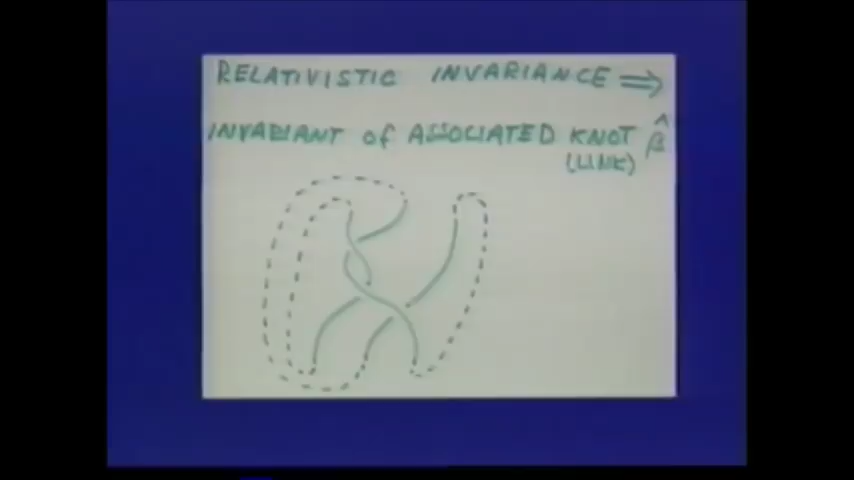 RELATIVISTIC INVARIANCE ⇒
INVARIANT of ASSOCIATED KNOT β̂
(LINK)